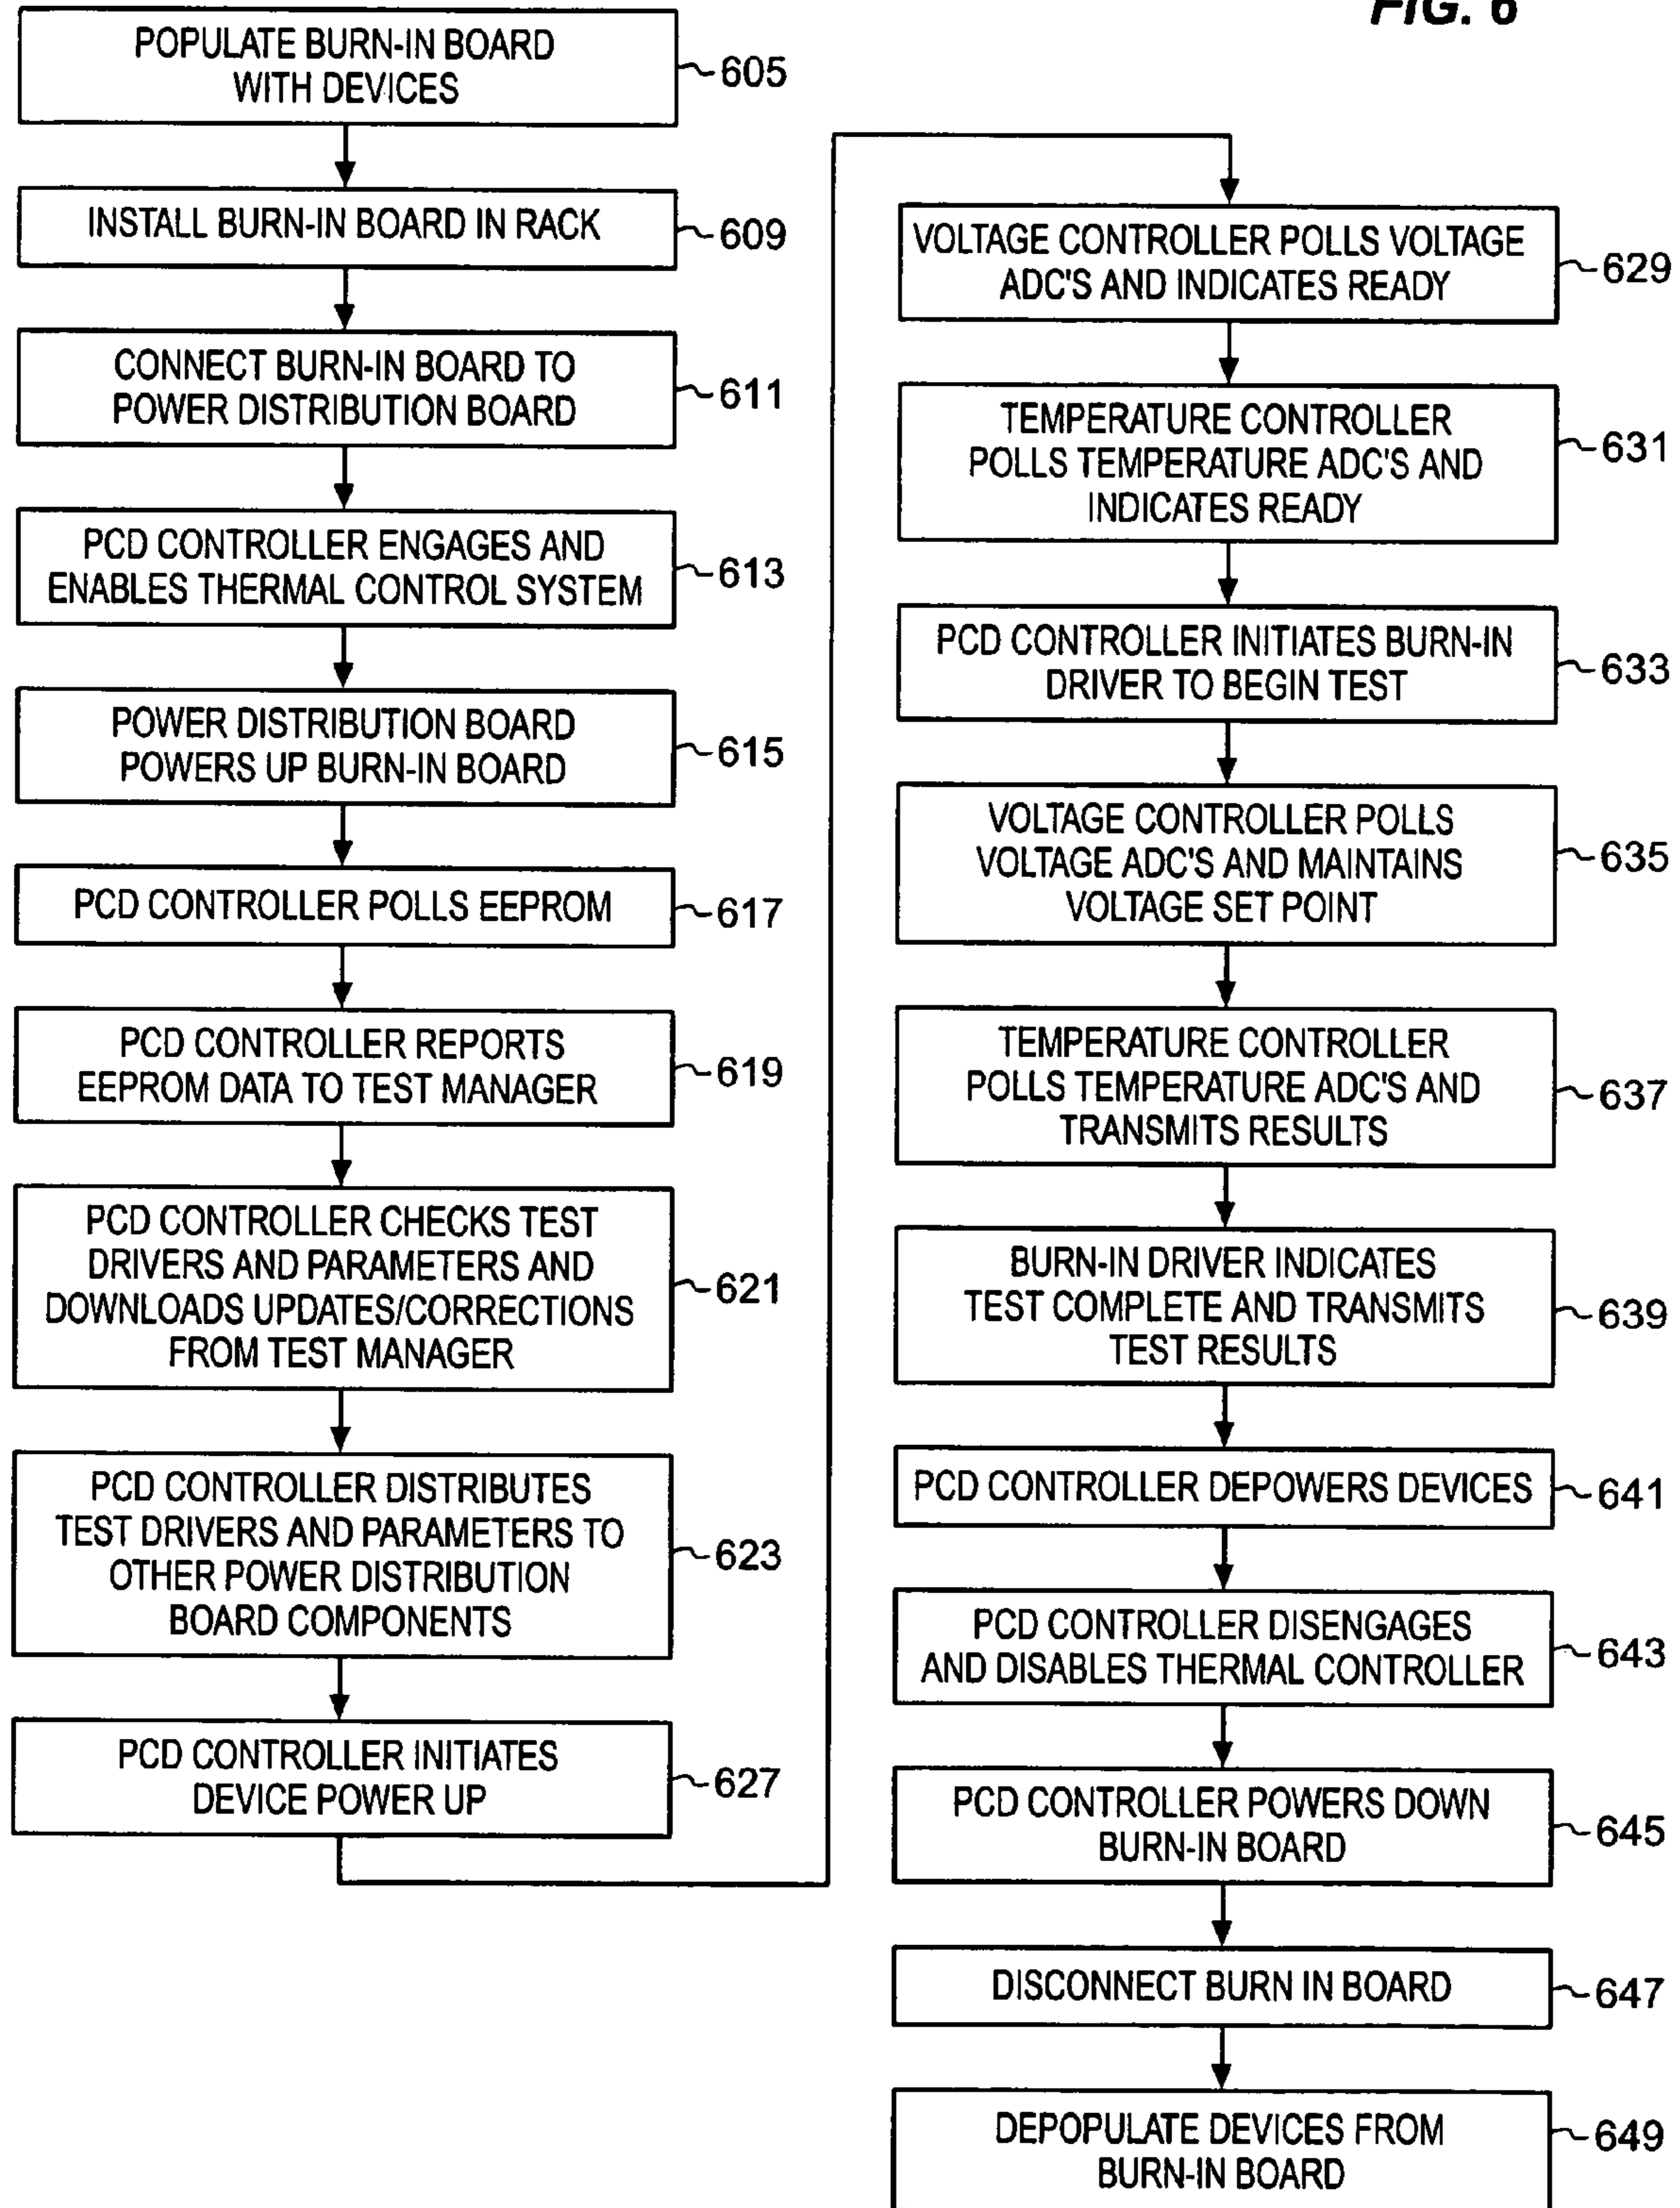 FIG. 6
POPULATE BURN-IN BOARD
WITH DEVICES
605
INSTALL BURN-IN BOARD IN RACK
609
CONNECT BURN-IN BOARD TO
POWER DISTRIBUTION BOARD
611
PCD CONTROLLER ENGAGES AND
ENABLES THERMAL CONTROL SYSTEM
613
POWER DISTRIBUTION BOARD
POWERS UP BURN-IN BOARD
615
PCD CONTROLLER POLLS EEPROM
617
PCD CONTROLLER REPORTS
EEPROM DATA TO TEST MANAGER
619
PCD CONTROLLER CHECKS TEST
DRIVERS AND PARAMETERS AND
DOWNLOADS UPDATES/CORRECTIONS
FROM TEST MANAGER
621
PCD CONTROLLER DISTRIBUTES
TEST DRIVERS AND PARAMETERS TO
OTHER POWER DISTRIBUTION
BOARD COMPONENTS
623
PCD CONTROLLER INITIATES
DEVICE POWER UP
627
VOLTAGE CONTROLLER POLLS VOLTAGE
ADC'S AND INDICATES READY
629
TEMPERATURE CONTROLLER
POLLS TEMPERATURE ADC'S AND
INDICATES READY
631
PCD CONTROLLER INITIATES BURN-IN
DRIVER TO BEGIN TEST
633
VOLTAGE CONTROLLER POLLS
VOLTAGE ADC'S AND MAINTAINS
VOLTAGE SET POINT
635
TEMPERATURE CONTROLLER
POLLS TEMPERATURE ADC'S AND
TRANSMITS RESULTS
637
BURN-IN DRIVER INDICATES
TEST COMPLETE AND TRANSMITS
TEST RESULTS
639
PCD CONTROLLER DEPOWERS DEVICES
641
PCD CONTROLLER DISENGAGES
AND DISABLES THERMAL CONTROLLER
643
PCD CONTROLLER POWERS DOWN
BURN-IN BOARD
645
DISCONNECT BURN IN BOARD
647
DEPOPULATE DEVICES FROM
BURN-IN BOARD
649